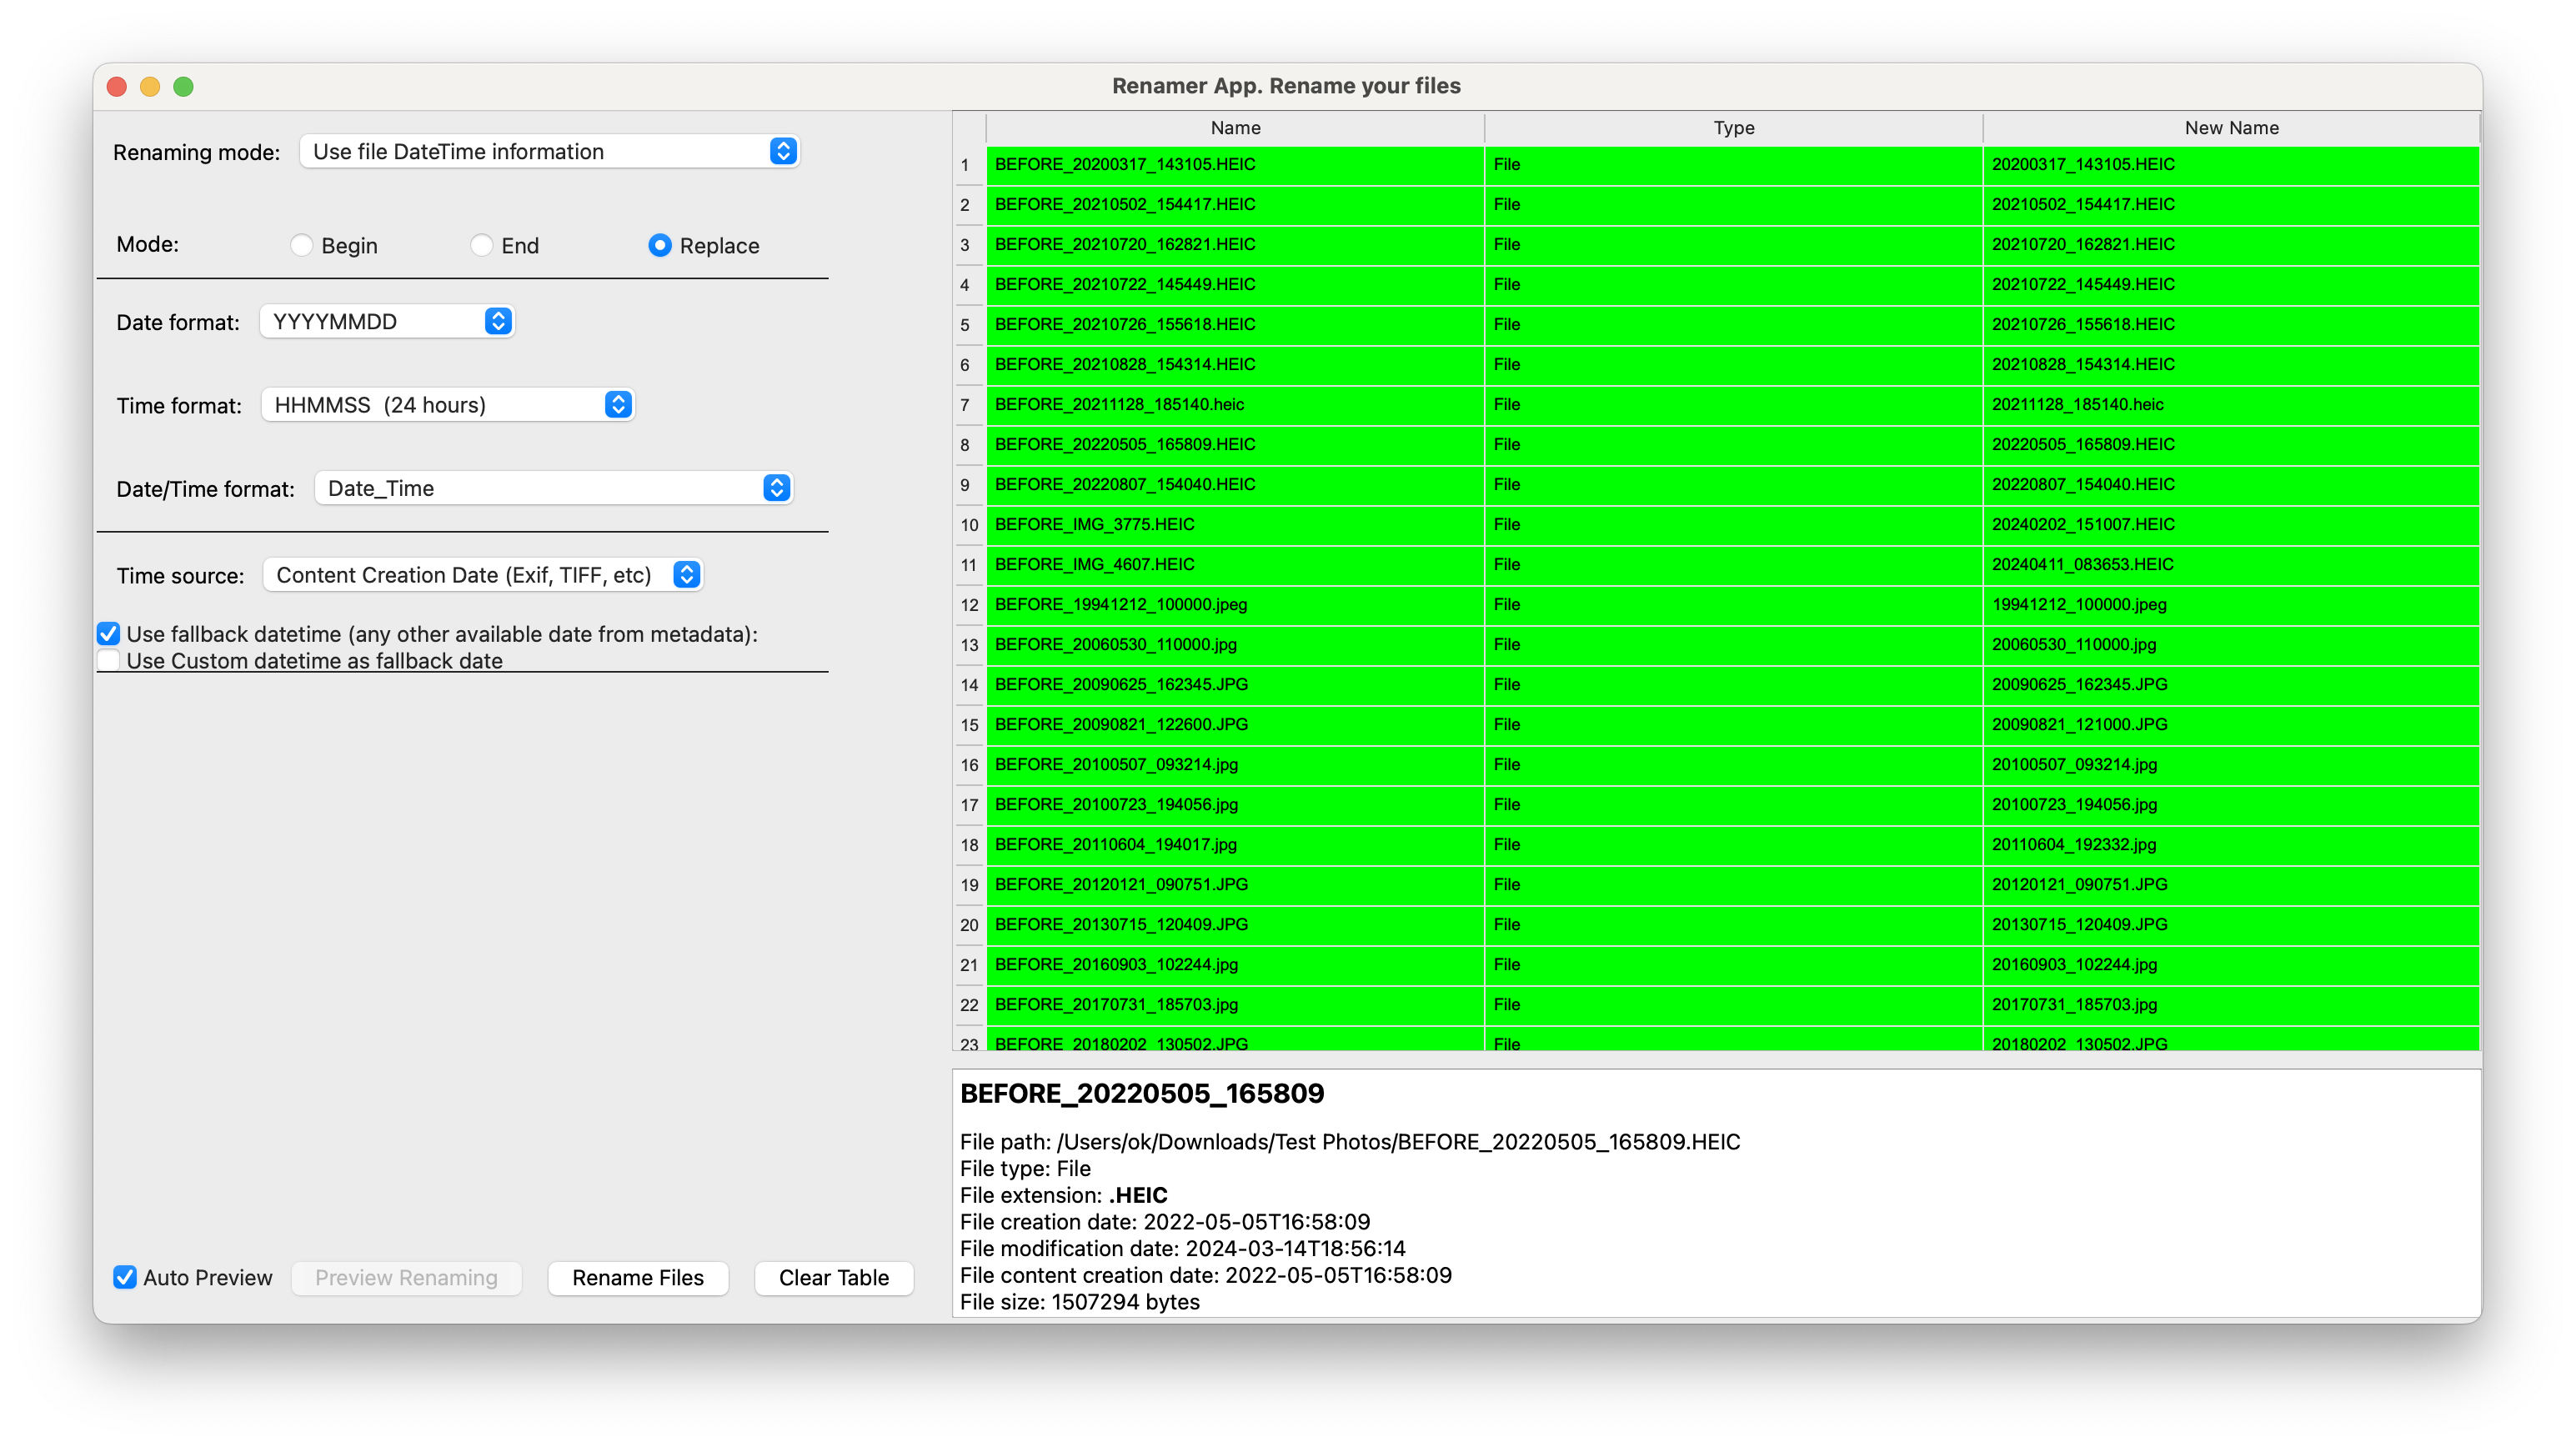 Renamer App. Rename your files
Renaming mode: Use file DateTime information
Mode: Begin End Replace
Date format: YYYYMMDD
Time format: HHMMSS (24 hours)
Date/Time format: Date_Time
Time source: Content Creation Date (Exif, TIFF, etc)
Use fallback datetime (any other available date from metadata):
Use Custom datetime as fallback date
Auto Preview Preview Renaming Rename Files Clear Table
Name Type New Name
1 BEFORE_20200317_143105.HEIC File 20200317_143105.HEIC
2 BEFORE_20210502_154417.HEIC File 20210502_154417.HEIC
3 BEFORE_20210720_162821.HEIC File 20210720_162821.HEIC
4 BEFORE_20210722_145449.HEIC File 20210722_145449.HEIC
5 BEFORE_20210726_155618.HEIC File 20210726_155618.HEIC
6 BEFORE_20210828_154314.HEIC File 20210828_154314.HEIC
7 BEFORE_20211128_185140.heic File 20211128_185140.heic
8 BEFORE_20220505_165809.HEIC File 20220505_165809.HEIC
9 BEFORE_20220807_154040.HEIC File 20220807_154040.HEIC
10 BEFORE_IMG_3775.HEIC File 20240202_151007.HEIC
11 BEFORE_IMG_4607.HEIC File 20240411_083653.HEIC
12 BEFORE_19941212_100000.jpeg File 19941212_100000.jpeg
13 BEFORE_20060530_110000.jpg File 20060530_110000.jpg
14 BEFORE_20090625_162345.JPG File 20090625_162345.JPG
15 BEFORE_20090821_122600.JPG File 20090821_121000.JPG
16 BEFORE_20100507_093214.jpg File 20100507_093214.jpg
17 BEFORE_20100723_194056.jpg File 20100723_194056.jpg
18 BEFORE_20110604_194017.jpg File 20110604_192332.jpg
19 BEFORE_20120121_090751.JPG File 20120121_090751.JPG
20 BEFORE_20130715_120409.JPG File 20130715_120409.JPG
21 BEFORE_20160903_102244.jpg File 20160903_102244.jpg
22 BEFORE_20170731_185703.jpg File 20170731_185703.jpg
23 BEFORE_20180202_130502.JPG File 20180202_130502.JPG
BEFORE_20220505_165809
File path: /Users/ok/Downloads/Test Photos/BEFORE_20220505_165809.HEIC
File type: File
File extension: .HEIC
File creation date: 2022-05-05T16:58:09
File modification date: 2024-03-14T18:56:14
File content creation date: 2022-05-05T16:58:09
File size: 1507294 bytes